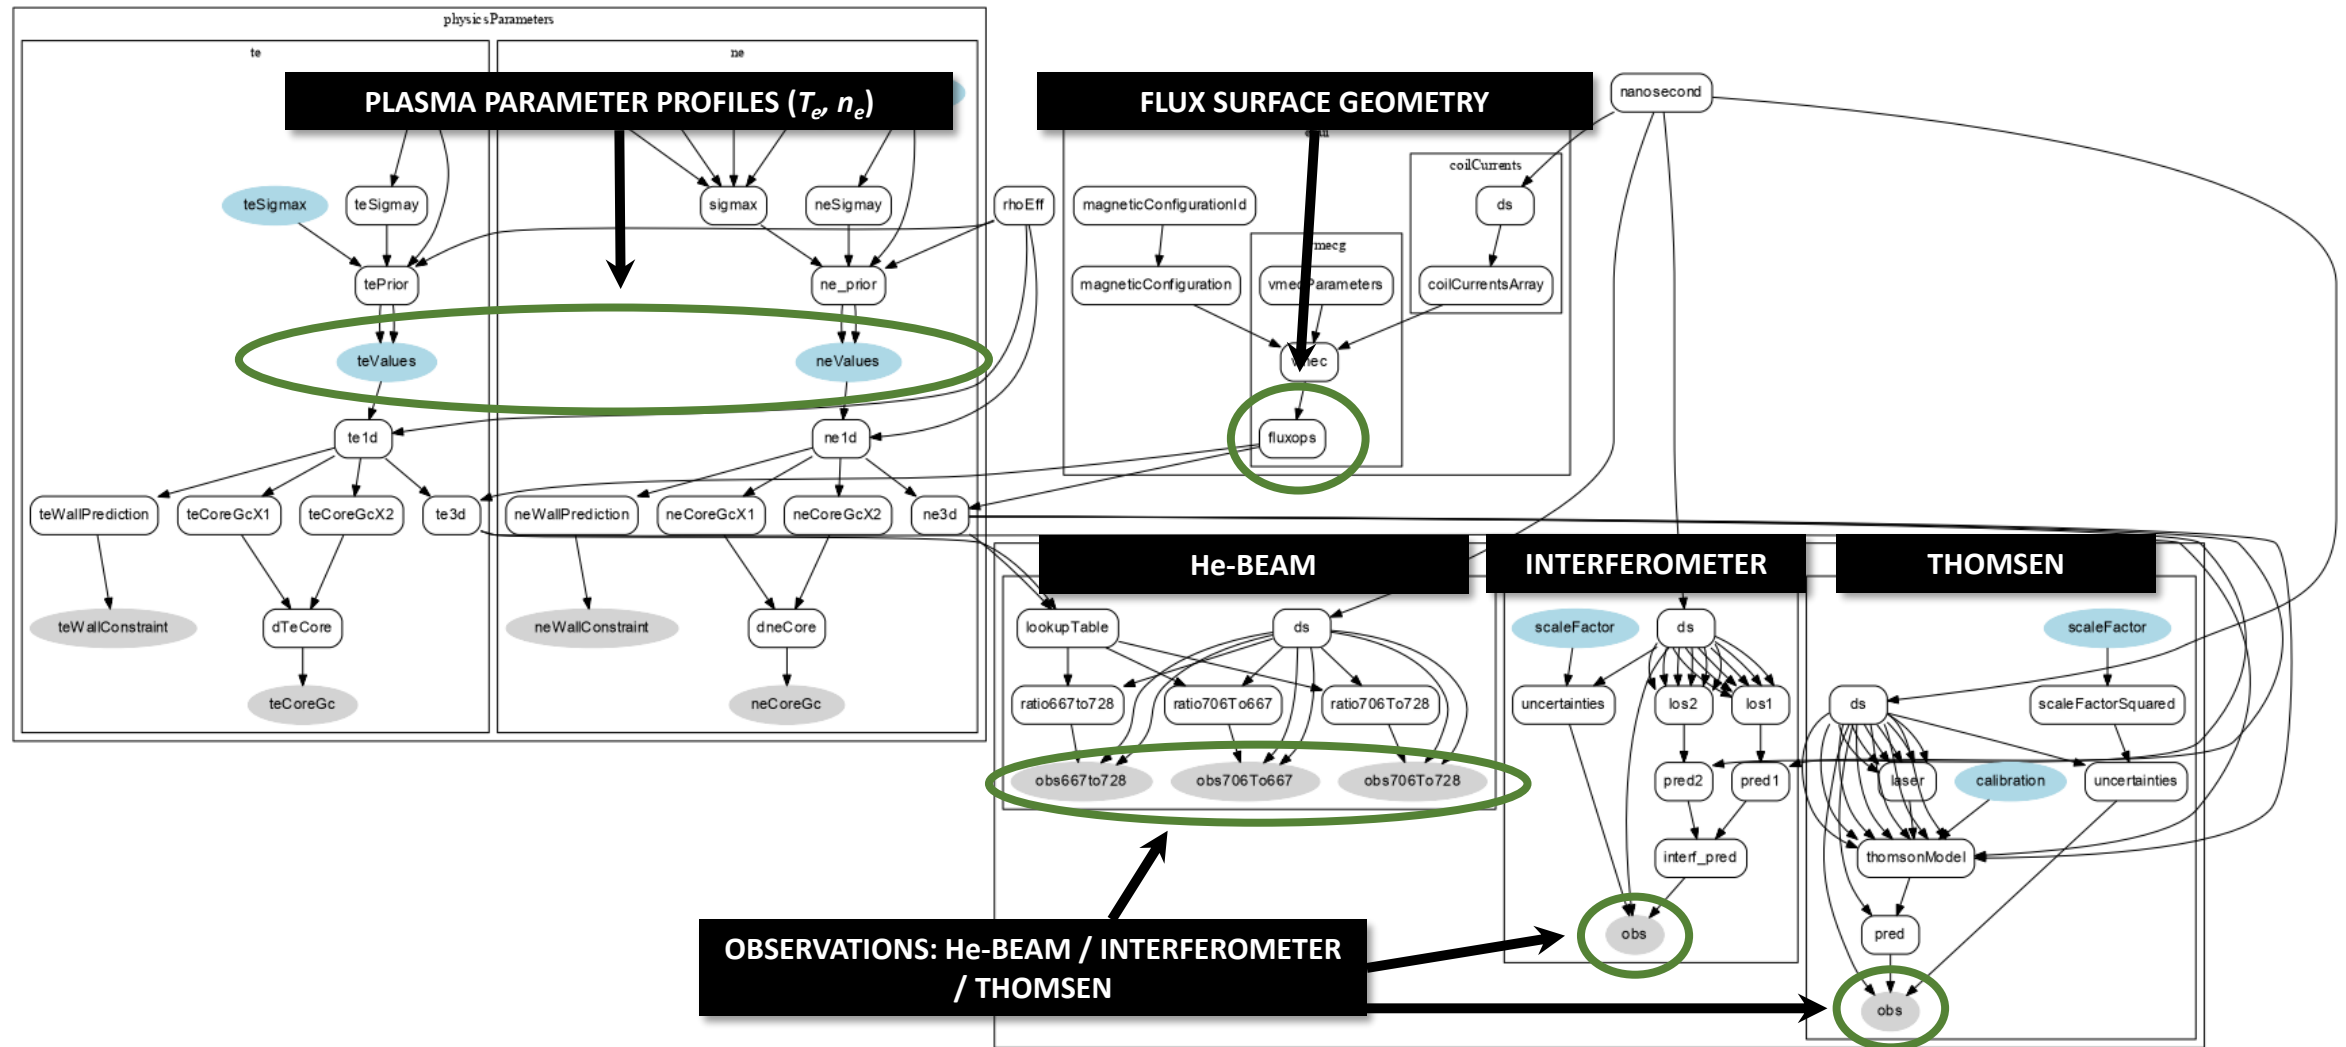 physicsParameters
te
ne
PLASMA PARAMETER PROFILES (Te, ne)
FLUX SURFACE GEOMETRY
nanosecond
coilCurrents
teSigmax
teSigmay
sigmax
neSigmay
rhoEff
magneticConfigurationId
ds
tePrior
ne_prior
magneticConfiguration
vmecParameters
coilCurrentsArray
teValues
neValues
vmec
te1d
ne1d
fluxops
teWallPrediction
teCoreGcX1
teCoreGcX2
te3d
neWallPrediction
neCoreGcX1
neCoreGcX2
ne3d
He-BEAM
INTERFEROMETER
THOMSEN
teWallConstraint
dTeCore
neWallConstraint
dneCore
lookupTable
ds
scaleFactor
ds
scaleFactor
teCoreGc
neCoreGc
ratio667to728
ratio706To667
ratio706To728
uncertainties
los2
los1
ds
scaleFactorSquared
obs667to728
obs706To667
obs706To728
pred2
pred1
laser
calibration
uncertainties
interf_pred
thomsonModel
OBSERVATIONS: He-BEAM / INTERFEROMETER
/ THOMSEN
obs
pred
obs